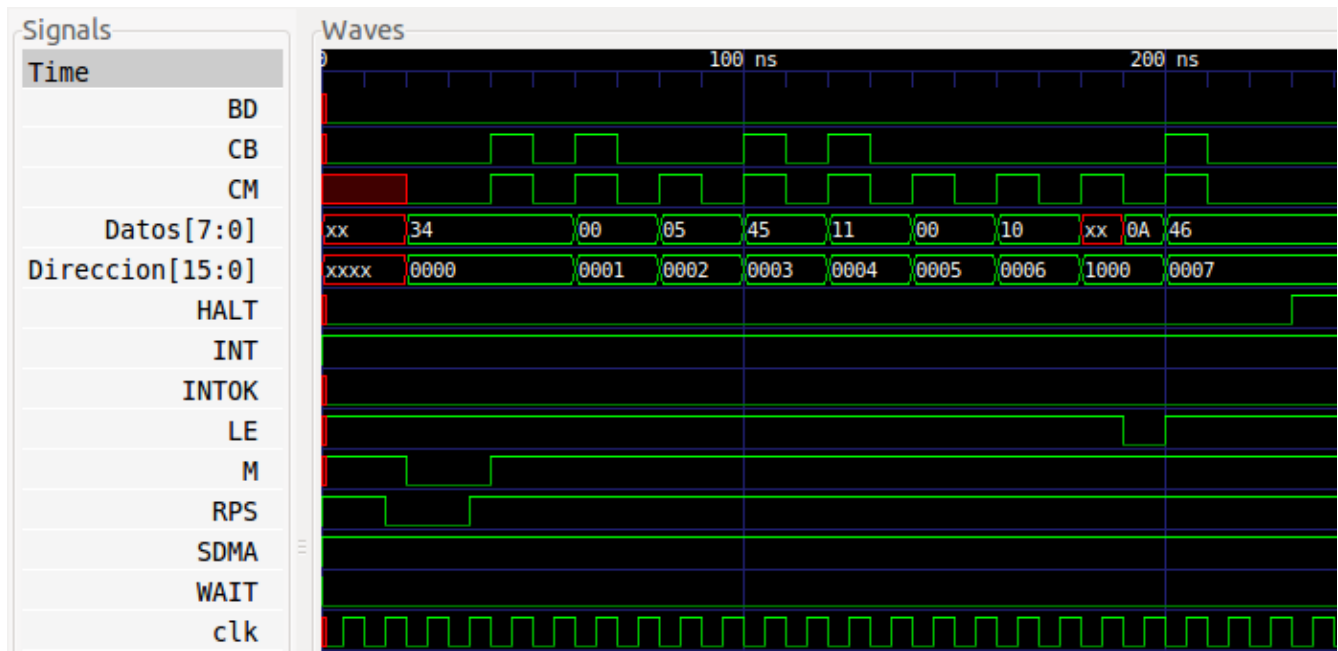 Signals Waves
Time 0 100 ns 200 ns
BD
CB
CM
Datos[7:0] xx 34 00 05 45 11 00 10 xx 0A 46
Direccion[15:0] xxxx 0000 0001 0002 0003 0004 0005 0006 1000 0007
HALT
INT
INTOK
LE
M
RPS
SDMA
WAIT
clk